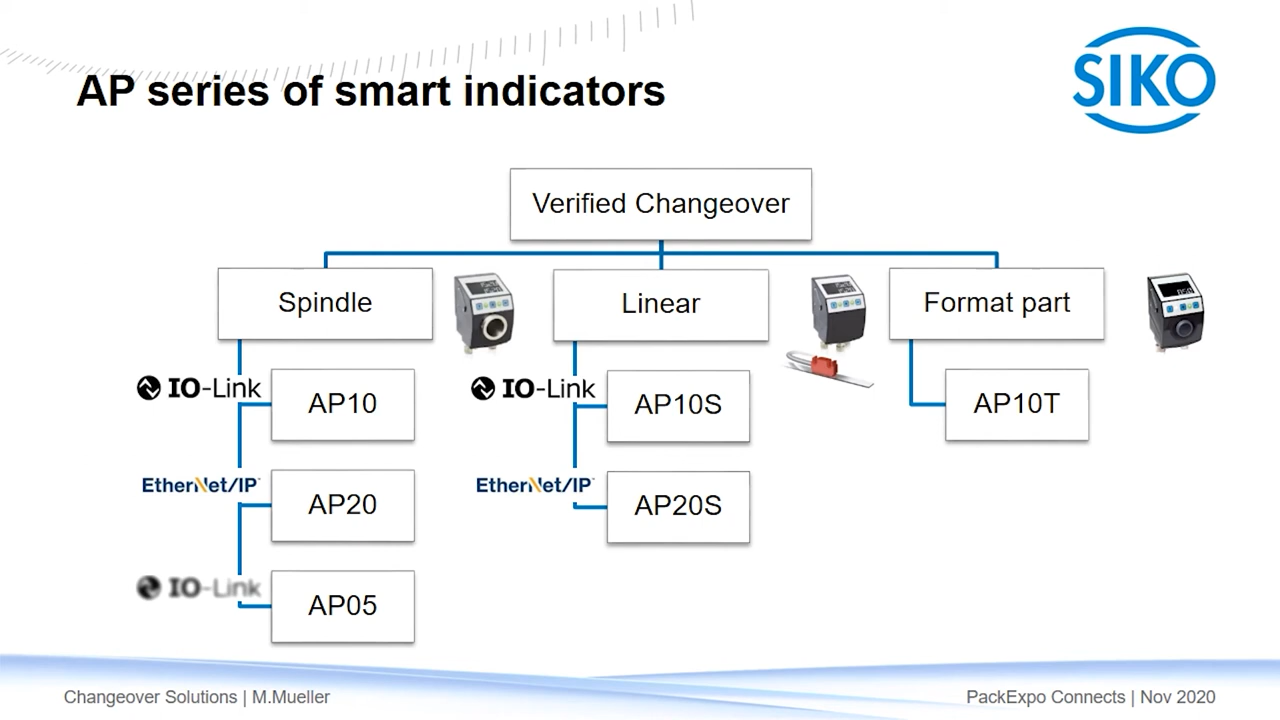 AP series of smart indicators
SIKO
Verified Changeover
Spindle
Linear
Format part
IO-Link
AP10
IO-Link
AP10S
AP10T
EtherNet/IP
AP20
EtherNet/IP
AP20S
IO-Link
AP05
Changeover Solutions | M.Mueller
PackExpo Connects | Nov 2020